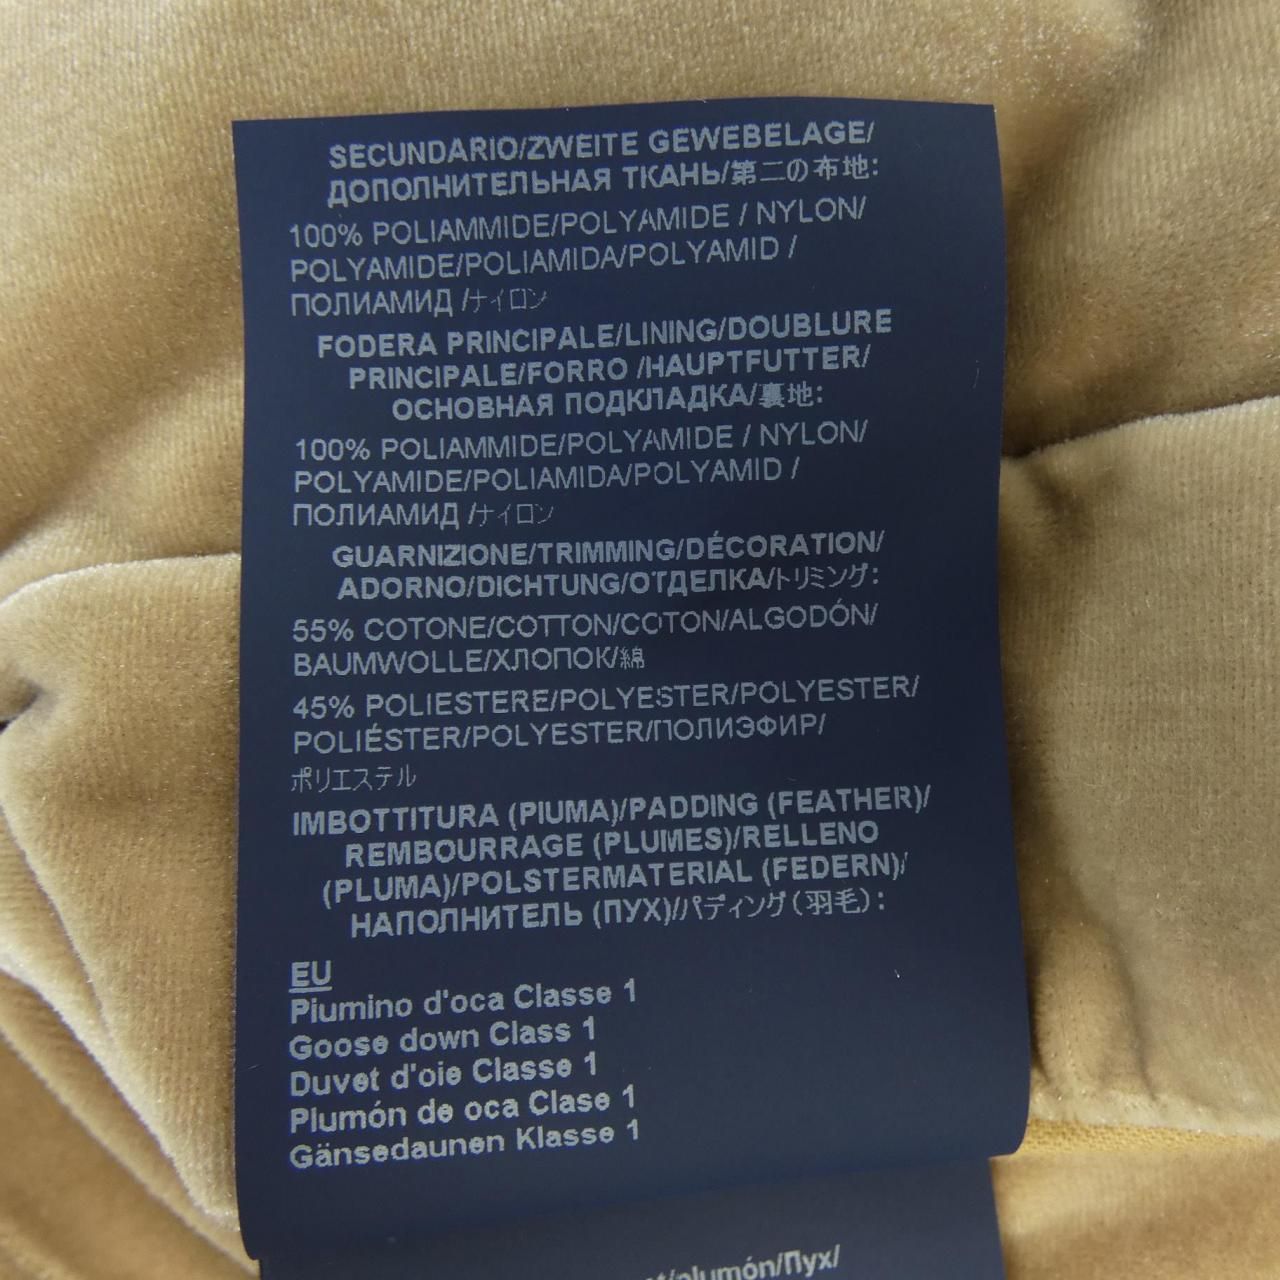 SECUNDARIO/ZWEITE GEWEBELAGE/
ДОПОЛНИТЕЛЬНАЯ ТКАНЬ/第二の布地:
100% POLIAMMIDE/POLYAMIDE / NYLON/
POLYAMIDE/POLIAMIDA/POLYAMID /
ПОЛИАМИД /ナイロン
FODERA PRINCIPALE/LINING/DOUBLURE
PRINCIPALE/FORRO /HAUPTFUTTER/
ОСНОВНАЯ ПОДКЛАДКА/裏地:
100% POLIAMMIDE/POLYAMIDE / NYLON/
POLYAMIDE/POLIAMIDA/POLYAMID /
ПОЛИАМИД /ナイロン
GUARNIZIONE/TRIMMING/DÉCORATION/
ADORNO/DICHTUNG/ОТДЕЛКА/トリミング:
55% COTONE/COTTON/COTON/ALGODÓN/
BAUMWOLLE/ХЛОПОК/綿
45% POLIESTERE/POLYESTER/POLYESTER/
POLIÉSTER/POLYESTER/ПОЛИЭФИР/
ポリエステル
IMBOTTITURA (PIUMA)/PADDING (FEATHER)/
REMBOURRAGE (PLUMES)/RELLENO
(PLUMA)/POLSTERMATERIAL (FEDERN)/
НАПОЛНИТЕЛЬ (ПУХ)/パディング(羽毛):
EU
Piumino d'oca Classe 1
Goose down Class 1
Duvet d'oie Classe 1
Plumón de oca Clase 1
Gänsedaunen Klasse 1
/plumón/Пух/